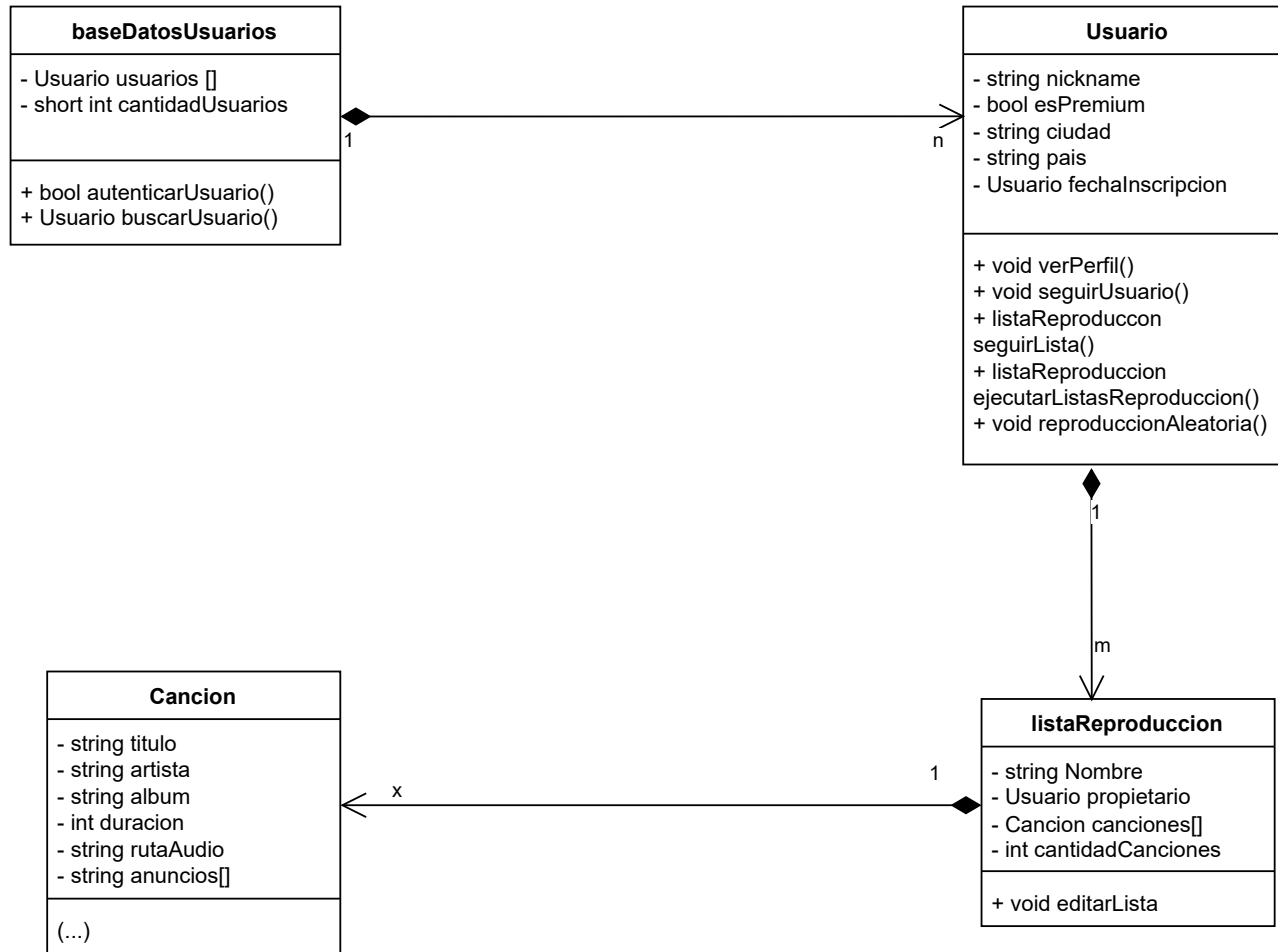 baseDatosUsuarios
- Usuario usuarios []
- short int cantidadUsuarios
+ bool autenticarUsuario()
+ Usuario buscarUsuario()
1
n
Usuario
- string nickname
- bool esPremium
- string ciudad
- string pais
- Usuario fechaInscripcion
+ void verPerfil()
+ void seguirUsuario()
+ listaReproduccon
seguirLista()
+ listaReproduccion
ejecutarListasReproduccion()
+ void reproduccionAleatoria()
1
m
Cancion
- string titulo
- string artista
- string album
- int duracion
- string rutaAudio
- string anuncios[]
(...)
x
1
listaReproduccion
- string Nombre
- Usuario propietario
- Cancion canciones[]
- int cantidadCanciones
+ void editarLista